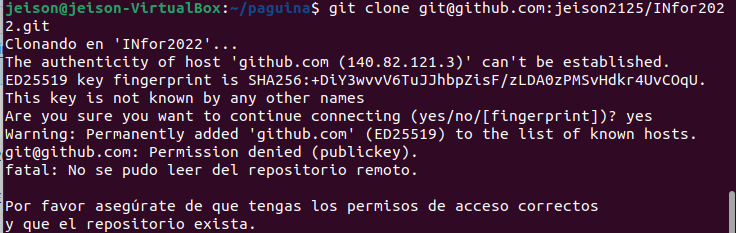 jeison@jeison-VirtualBox:~/paguina$ git clone git@github.com:jeison2125/INfor202
2.git
Clonando en 'INfor2022'...
The authenticity of host 'github.com (140.82.121.3)' can't be established.
ED25519 key fingerprint is SHA256:+DiY3wvvV6TuJJhbpZisF/zLDA0zPMSvHdkr4UvCOqU.
This key is not known by any other names
Are you sure you want to continue connecting (yes/no/[fingerprint])? yes
Warning: Permanently added 'github.com' (ED25519) to the list of known hosts.
git@github.com: Permission denied (publickey).
fatal: No se pudo leer del repositorio remoto.

Por favor asegúrate de que tengas los permisos de acceso correctos
y que el repositorio exista.